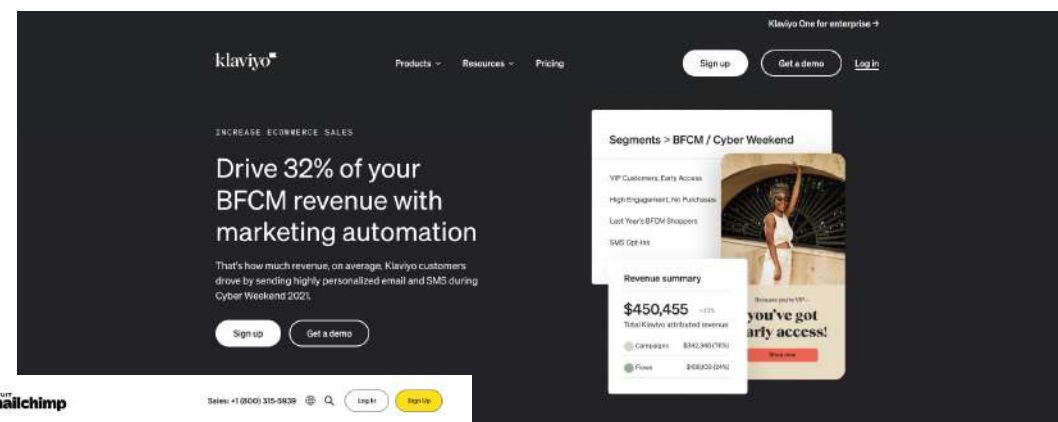 Klaviyo One for enterprise →
klaviyo
Products Resources Pricing
Sign up Get a demo Log in
INCREASE ECOMMERCE SALES
Drive 32% of your
BFCM revenue with
marketing automation
That's how much revenue, on average, Klaviyo customers
drove by sending highly personalized email and SMS during
Cyber Weekend 2021.
Sign up Get a demo
Segments > BFCM / Cyber Weekend
VIP Customers, Early Access
High Engagement, No Purchases
Last Year's BFCM Shoppers
SMS Opt-Ins
Revenue summary
$450,455
Total Klaviyo attributed revenue
Campaigns
Flows
Because you're VIP...
you've got
arly access!
Shop now
ailchimp
Sales: +1 (800) 315-5939 Log In Sign Up